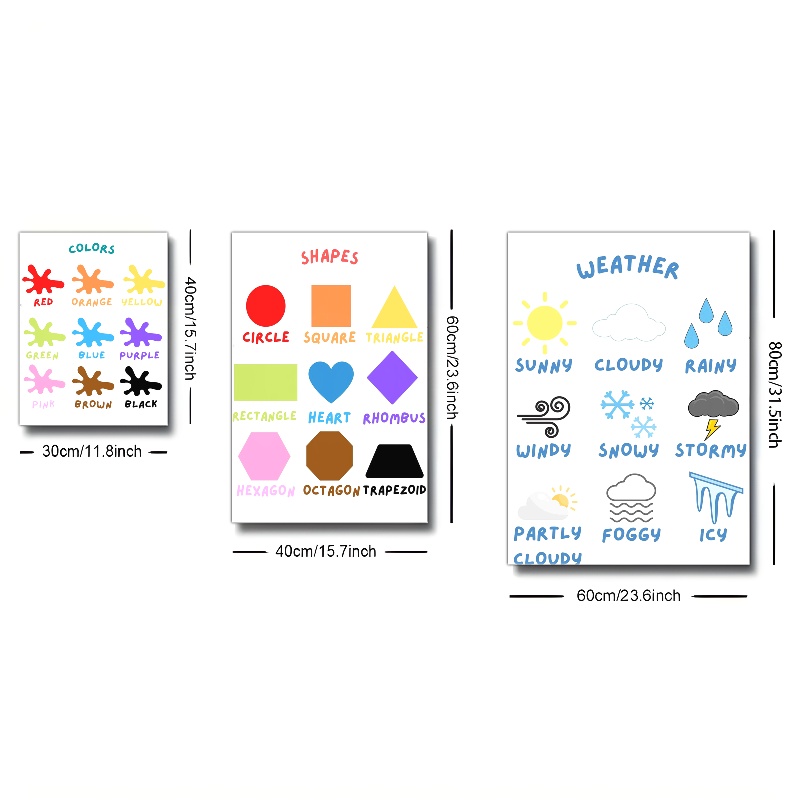 COLORS
RED ORANGE YELLOW
GREEN BLUE PURPLE
PINK BROWN BLACK
40cm/15.7inch
30cm/11.8inch
SHAPES
CIRCLE SQUARE TRIANGLE
RECTANGLE HEART RHOMBUS
HEXAGON OCTAGON TRAPEZOID
60cm/23.6inch
40cm/15.7inch
WEATHER
SUNNY CLOUDY RAINY
WINDY SNOWY STORMY
PARTLY CLOUDY FOGGY ICY
80cm/31.5inch
60cm/23.6inch